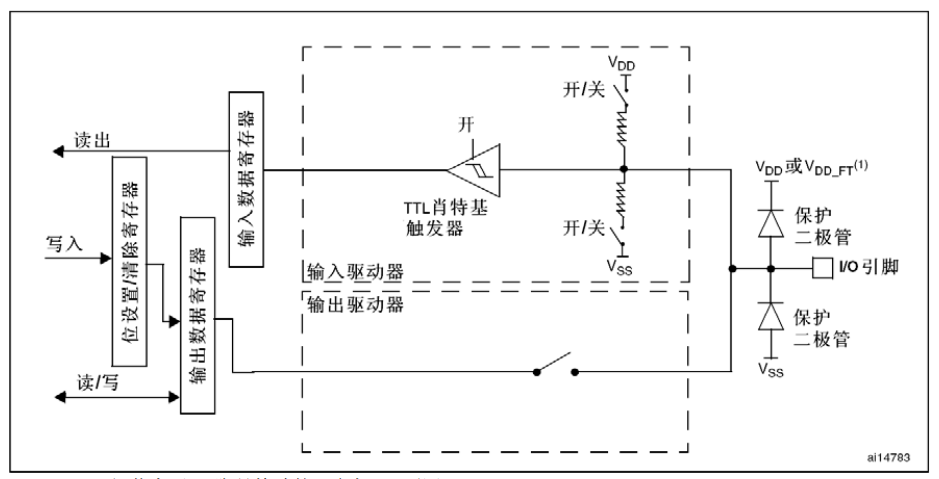 V_DD
开/关
开
读出
输入数据寄存器
TTL肖特基
触发器
V_DD或V_DD_FT(1)
保护
二极管
位设置/清除寄存器
写入
输出数据寄存器
开/关
V_SS
输入驱动器
I/O 引脚
输出驱动器
保护
二极管
V_SS
读/写
ai14783